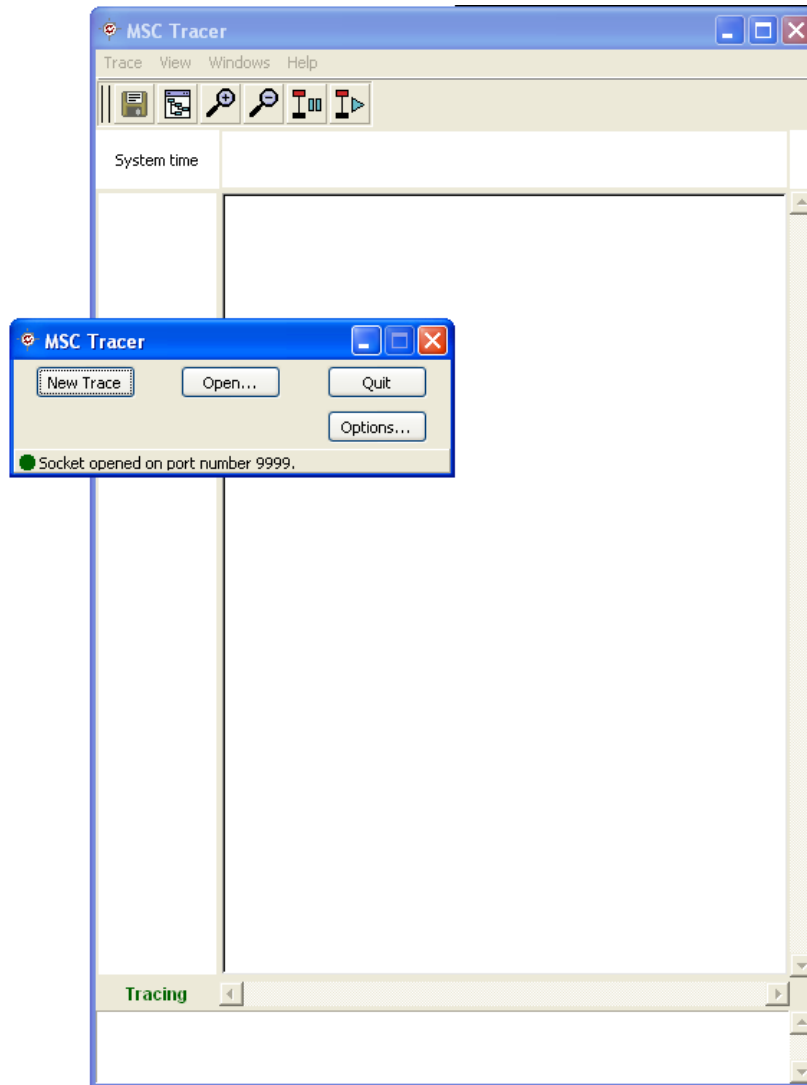 MSC Tracer
Trace View Windows Help
System time
MSC Tracer
New Trace Open... Quit
Options...
Socket opened on port number 9999.
Tracing